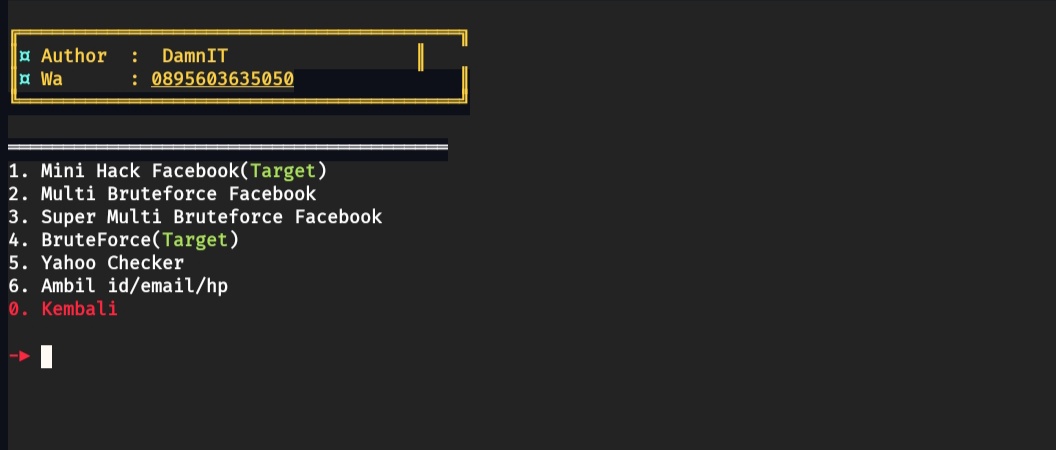 ¤ Author : DamnIT
¤ Wa : 0895603635050
1. Mini Hack Facebook(Target)
2. Multi Bruteforce Facebook
3. Super Multi Bruteforce Facebook
4. BruteForce(Target)
5. Yahoo Checker
6. Ambil id/email/hp
0. Kembali